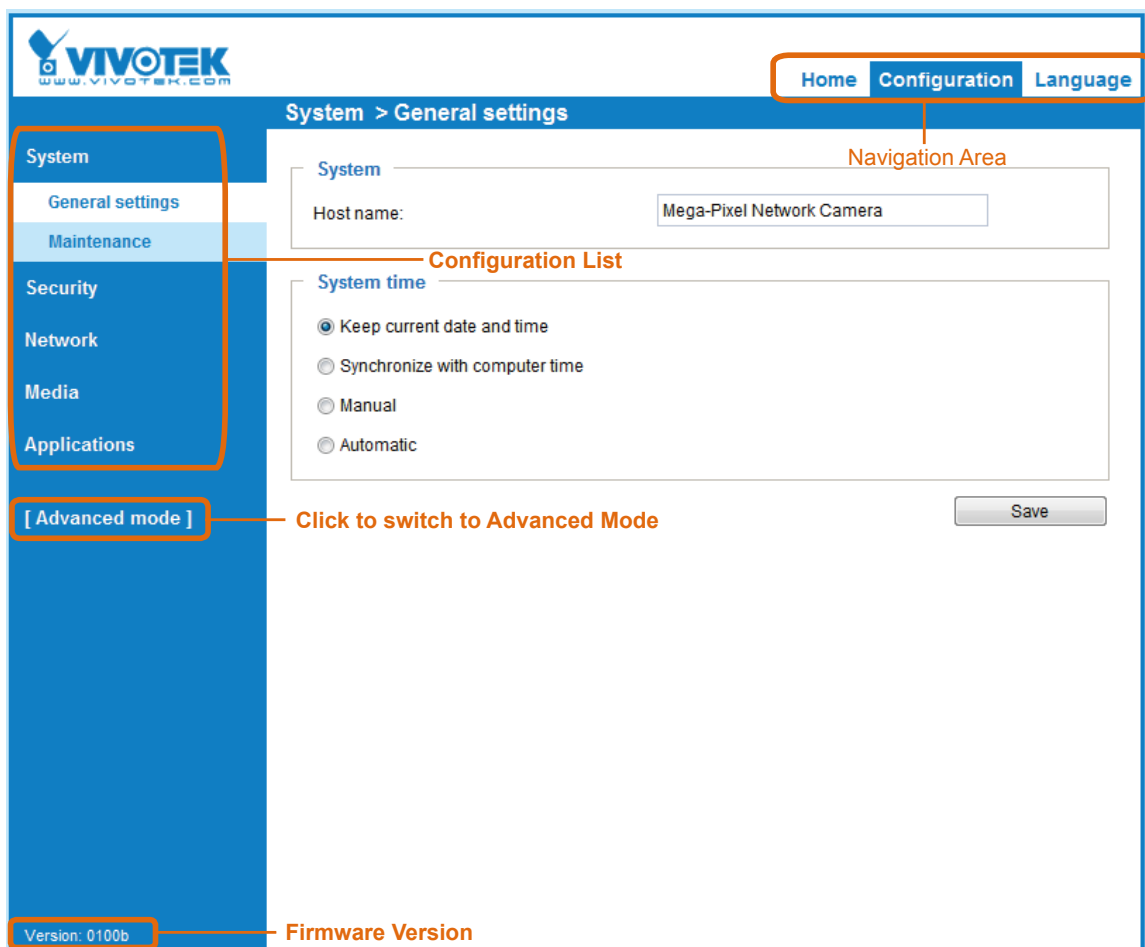 VIVOTEK
www.vivotek.com
Home Configuration Language
System > General settings
Navigation Area
System
General settings
Maintenance
Security
Network
Media
Applications
[ Advanced mode ]
Version: 0100b
Configuration List
Click to switch to Advanced Mode
Firmware Version
System
Host name: Mega-Pixel Network Camera
System time
Keep current date and time
Synchronize with computer time
Manual
Automatic
Save